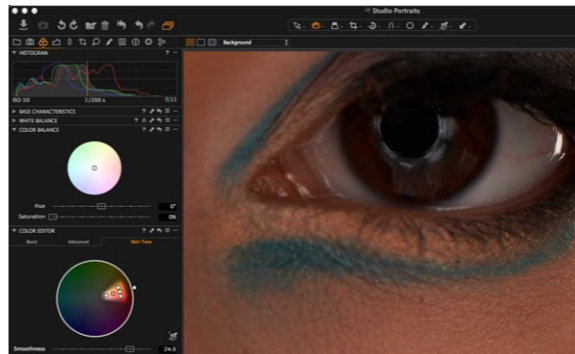 Studio Portraits
Background
HISTOGRAM
ISO 50 1/200 s f/11
BASE CHARACTERISTICS
WHITE BALANCE
COLOR BALANCE
Hue 0°
Saturation 0%
COLOR EDITOR
Basic Advanced Skin Tone
Smoothness 24.0